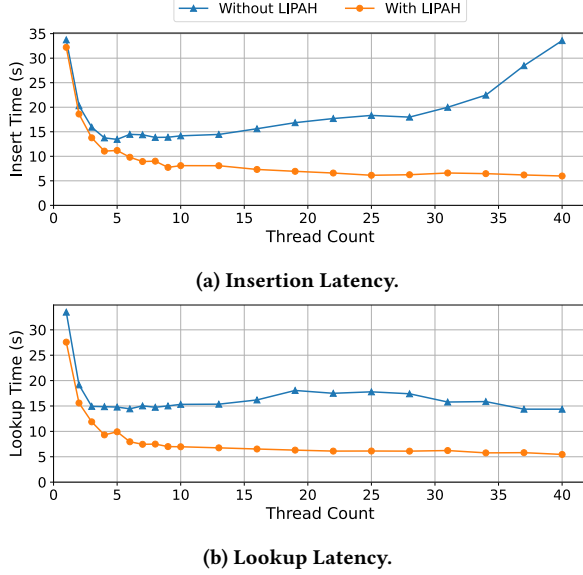 Without LIPAH With LIPAH
35
30
25
20
15
10
5
0
Insert Time (s)
0 5 10 15 20 25 30 35 40
Thread Count
(a) Insertion Latency.
30
25
20
15
10
5
0
Lookup Time (s)
0 5 10 15 20 25 30 35 40
Thread Count
(b) Lookup Latency.